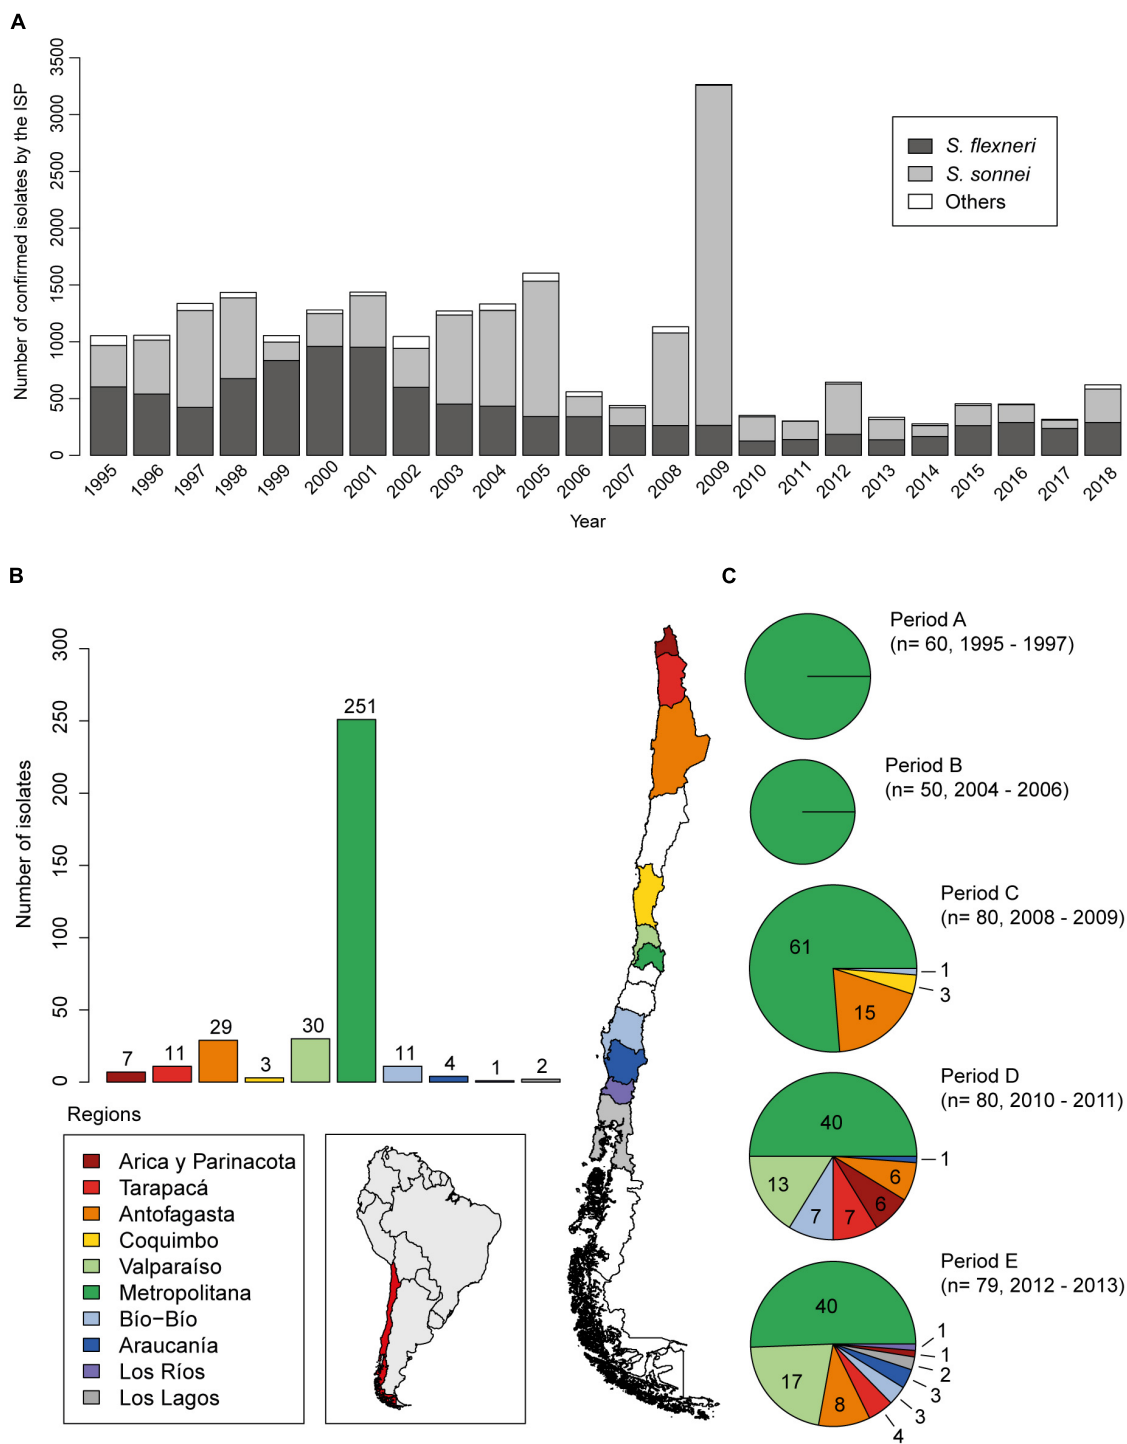 A
Number of confirmed isolates by the ISP
3500
3000
2500
2000
1500
1000
500
0
S. flexneri
S. sonnei
Others
1995 1996 1997 1998 1999 2000 2001 2002 2003 2004 2005 2006 2007 2008 2009 2010 2011 2012 2013 2014 2015 2016 2017 2018
Year
B
Number of isolates
300
250
200
150
100
50
0
7 11 29 3 30 251 11 4 1 2
Regions
Arica y Parinacota
Tarapacá
Antofagasta
Coquimbo
Valparaíso
Metropolitana
Bío−Bío
Araucanía
Los Ríos
Los Lagos
C
Period A
(n= 60, 1995 - 1997)
Period B
(n= 50, 2004 - 2006)
Period C
(n= 80, 2008 - 2009)
61
1
3
15
Period D
(n= 80, 2010 - 2011)
40
1
6
6
7
7
13
Period E
(n= 79, 2012 - 2013)
40
1
1
2
3
3
4
8
17